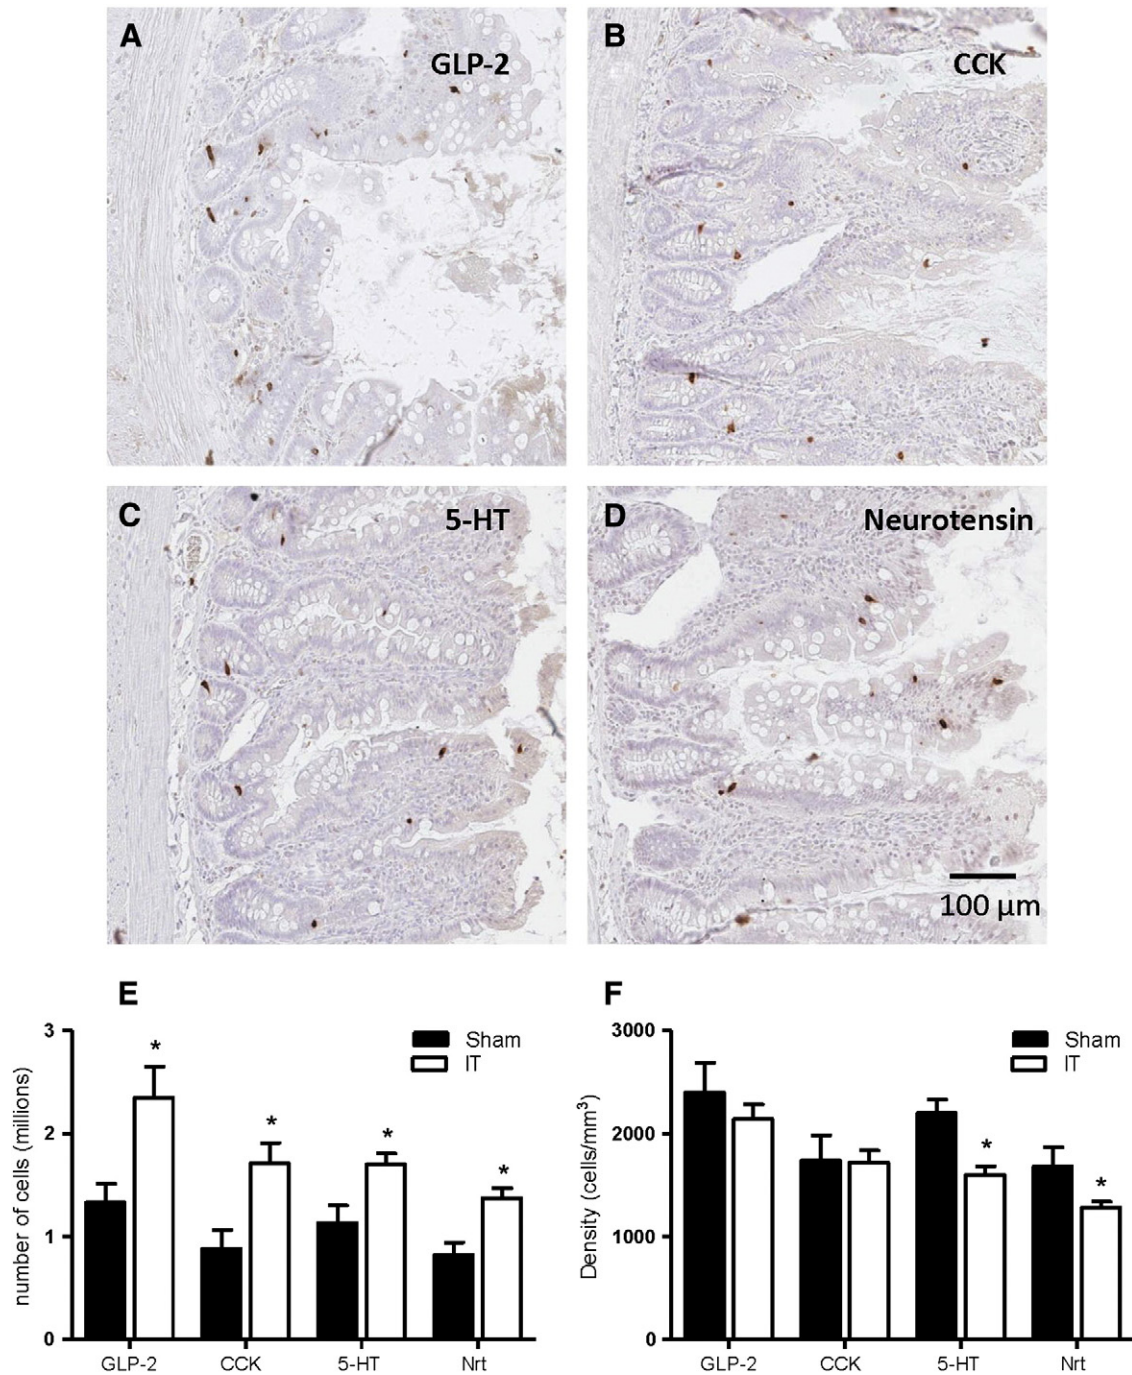 A
GLP-2
B
CCK
C
5-HT
D
Neurotensin
100 µm
E
number of cells (millions)
3
2
1
0
Sham
IT
*
*
*
*
GLP-2
CCK
5-HT
Nrt
F
Density (cells/mm³)
3000
2000
1000
0
Sham
IT
*
*
GLP-2
CCK
5-HT
Nrt